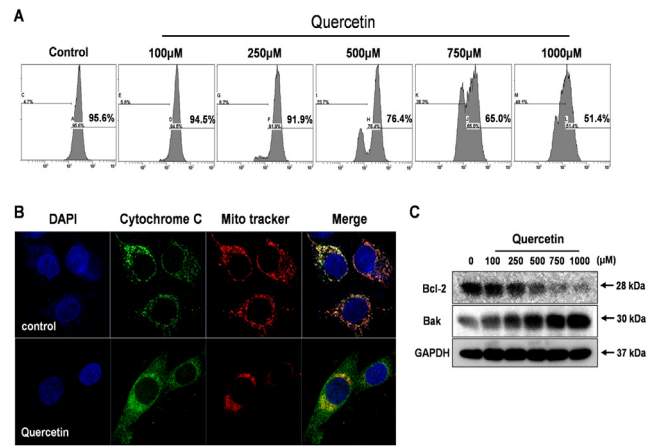 A
Quercetin
Control 100μM 250μM 500μM 750μM 1000μM
95.6% 94.5% 91.9% 76.4% 65.0% 51.4%
B
DAPI Cytochrome C Mito tracker Merge
control
Quercetin
C
Quercetin
0 100 250 500 750 1000 (μM)
Bcl-2 28 kDa
Bak 30 kDa
GAPDH 37 kDa